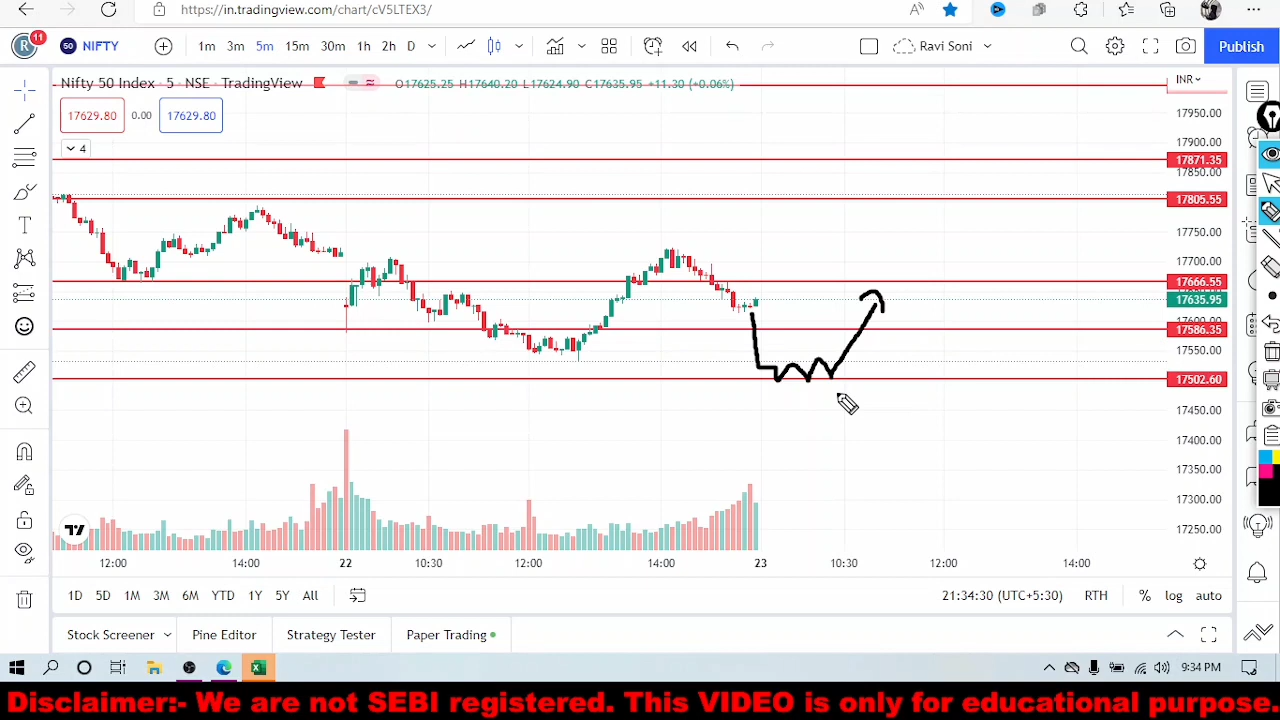 https://in.tradingview.com/chart/cV5LTEX3/
R 11 50 NIFTY 1m 3m 5m 15m 30m 1h 2h D Ravi Soni Publish
Nifty 50 Index · 5 · NSE · TradingView O17625.25 H17640.20 L17624.90 C17635.95 +11.30 (+0.06%) INR
17629.80 0.00 17629.80
4
17950.00
17900.00
17871.35
17850.00
17805.55
17750.00
17700.00
17666.55
17635.95
17600.00
17586.35
17550.00
17502.60
17450.00
17400.00
17350.00
17300.00
17250.00
12:00 14:00 22 10:30 12:00 14:00 23 10:30 12:00 14:00
1D 5D 1M 3M 6M YTD 1Y 5Y All 21:34:30 (UTC+5:30) RTH % log auto
Stock Screener Pine Editor Strategy Tester Paper Trading
9:34 PM
Disclaimer:- We are not SEBI registered. This VIDEO is only for educational purpose.